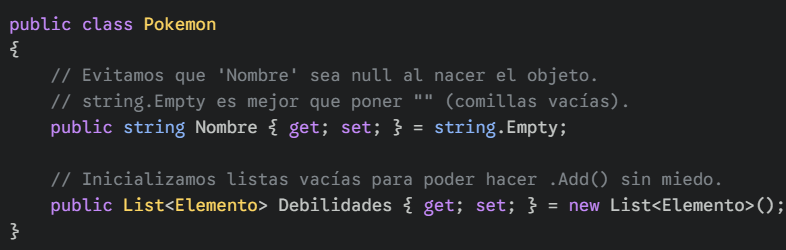 public class Pokemon
{
    // Evitamos que 'Nombre' sea null al nacer el objeto.
    // string.Empty es mejor que poner "" (comillas vacías).
    public string Nombre { get; set; } = string.Empty;

    // Inicializamos listas vacías para poder hacer .Add() sin miedo.
    public List<Elemento> Debilidades { get; set; } = new List<Elemento>();
}